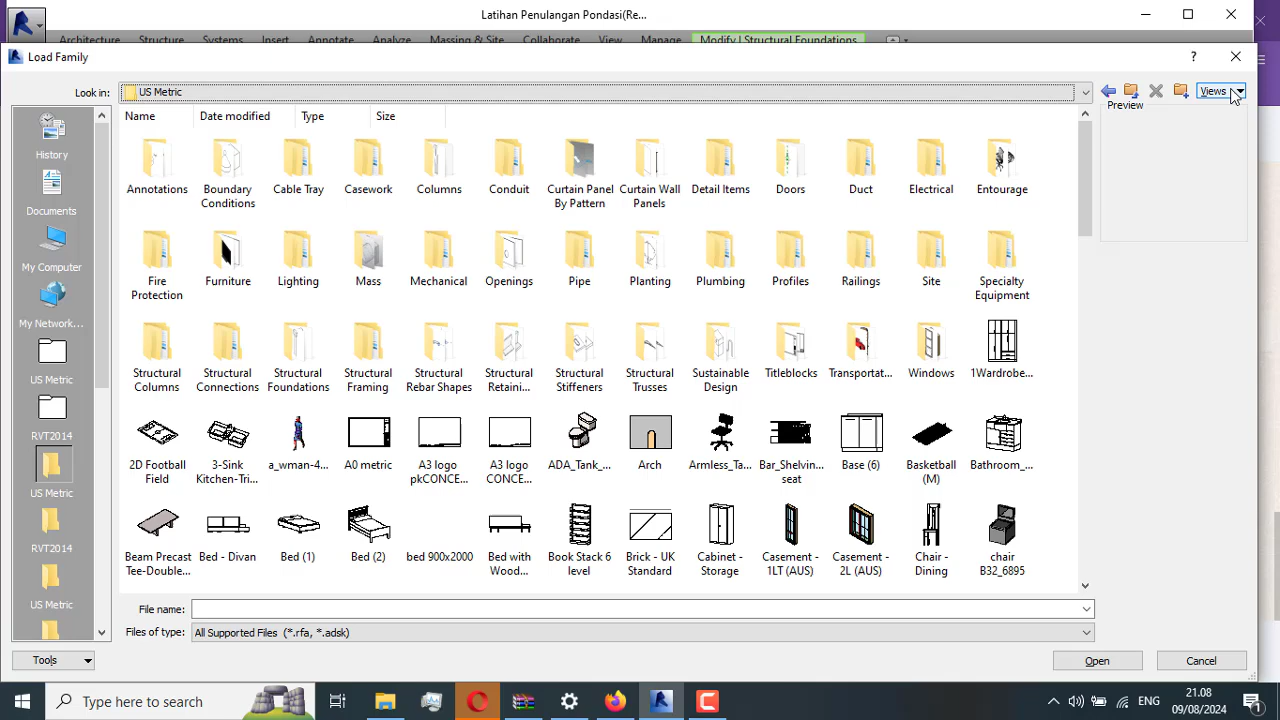 Latihan Penulangan Pondasi(Re...
Architecture Structure Systems Insert Annotate Analyze Massing & Site Collaborate View Manage Modify | Structural Foundations
Load Family
?
Look in:
US Metric
Views
Preview
Name Date modified Type Size
History
Documents
My Computer
My Network...
US Metric
RVT2014
US Metric
RVT2014
US Metric
Annotations
Boundary
Conditions
Cable Tray
Casework
Columns
Conduit
Curtain Panel
By Pattern
Curtain Wall
Panels
Detail Items
Doors
Duct
Electrical
Entourage
Fire
Protection
Furniture
Lighting
Mass
Mechanical
Openings
Pipe
Planting
Plumbing
Profiles
Railings
Site
Specialty
Equipment
Structural
Columns
Structural
Connections
Structural
Foundations
Structural
Framing
Structural
Rebar Shapes
Structural
Retaini...
Structural
Stiffeners
Structural
Trusses
Sustainable
Design
Titleblocks
Transportat...
Windows
1Wardrobe...
2D Football
Field
3-Sink
Kitchen-Tri...
a_wman-4...
A0 metric
A3 logo
pkCONCE...
A3 logo
CONCE...
ADA_Tank_...
Arch
Armless_Ta...
Bar_Shelvin...
seat
Base (6)
Basketball
(M)
Bathroom_...
Beam Precast
Tee-Double...
Bed - Divan
Bed (1)
Bed (2)
bed 900x2000
Bed with
Wood...
Book Stack 6
level
Brick - UK
Standard
Cabinet -
Storage
Casement -
1LT (AUS)
Casement -
2L (AUS)
Chair -
Dining
chair
B32_6895
File name:
Files of type:
All Supported Files (*.rfa, *.adsk)
Tools
Open
Cancel
Type here to search
ENG
21.08
09/08/2024
1